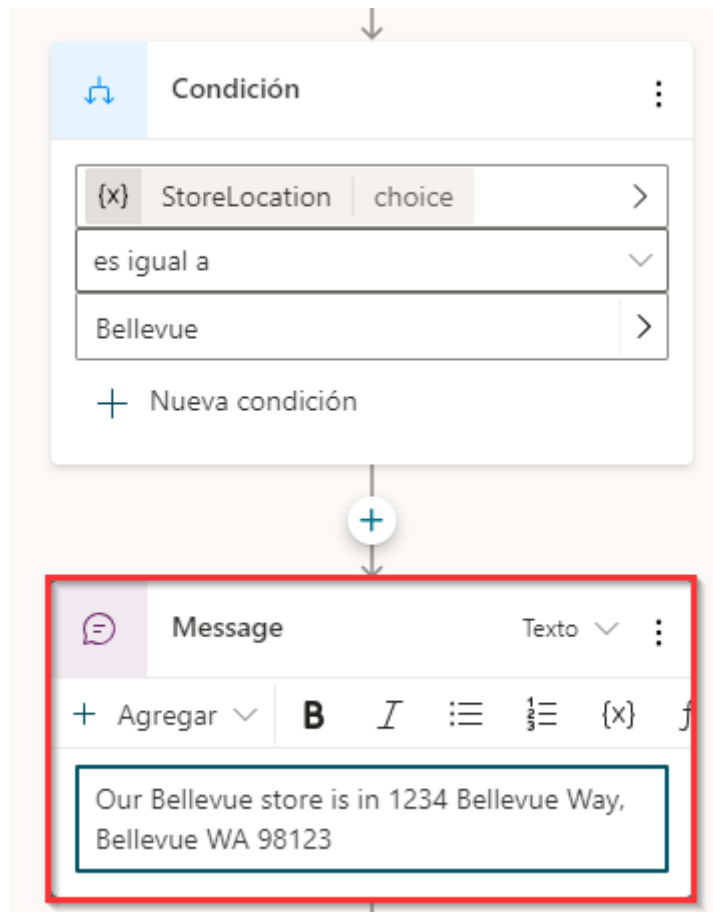 Condición
{x} StoreLocation choice
es igual a
Bellevue
Nueva condición
Message Texto
Agregar B I {x} f
Our Bellevue store is in 1234 Bellevue Way,
Bellevue WA 98123